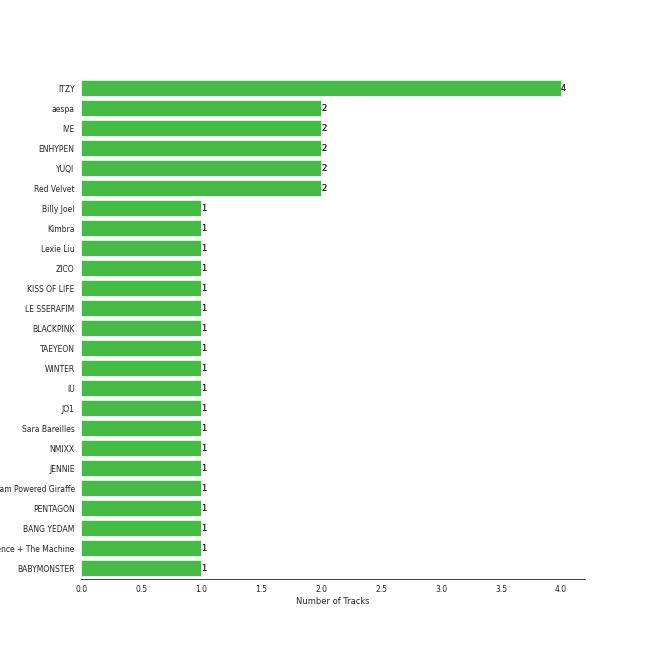 ITZY 4
aespa 2
IVE 2
ENHYPEN 2
YUQI 2
Red Velvet 2
Billy Joel 1
Kimbra 1
Lexie Liu 1
ZICO 1
KISS OF LIFE 1
LE SSERAFIM 1
BLACKPINK 1
TAEYEON 1
WINTER 1
IU 1
JO1 1
Sara Bareilles 1
NMIXX 1
JENNIE 1
am Powered Giraffe 1
PENTAGON 1
BANG YEDAM 1
ence + The Machine 1
BABYMONSTER 1
0.0 0.5 1.0 1.5 2.0 2.5 3.0 3.5 4.0
Number of Tracks